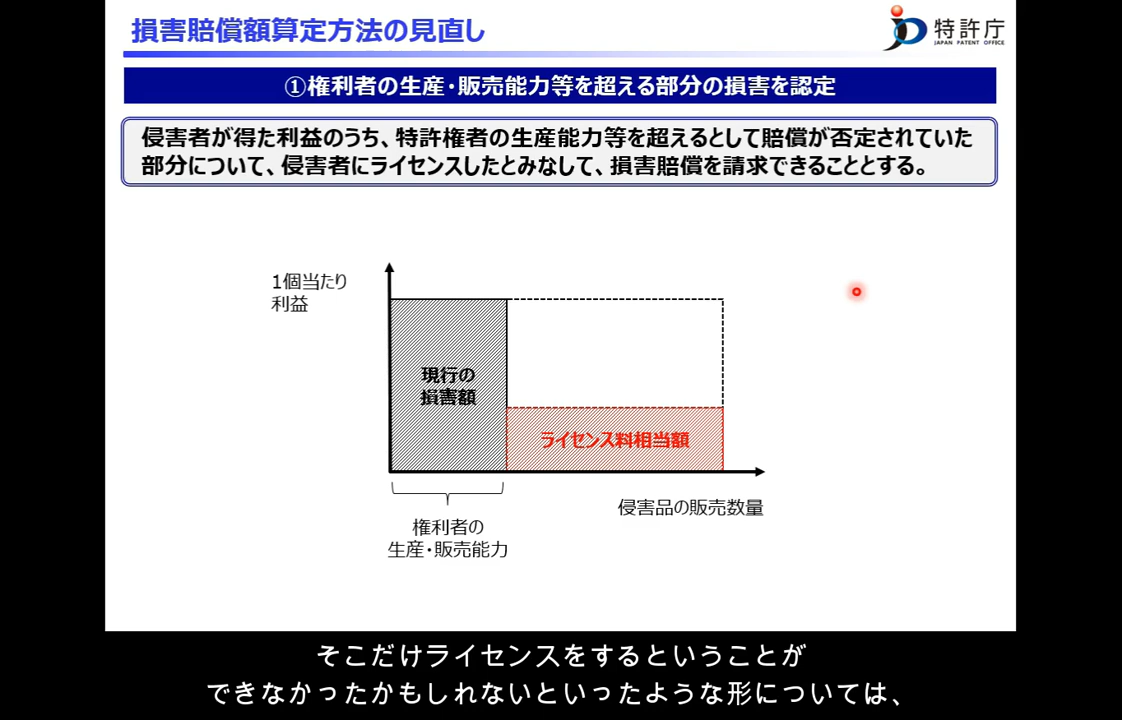 損害賠償額算定方法の見直し
特許庁
JAPAN PATENT OFFICE
①権利者の生産・販売能力等を超える部分の損害を認定
侵害者が得た利益のうち、特許権者の生産能力等を超えるとして賠償が否定されていた
部分について、侵害者にライセンスしたとみなして、損害賠償を請求できることとする。
1個当たり
利益
現行の
損害額
ライセンス料相当額
侵害品の販売数量
権利者の
生産・販売能力
そこだけライセンスをするということが
できなかったかもしれないといったような形については、